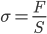 σ = F/S